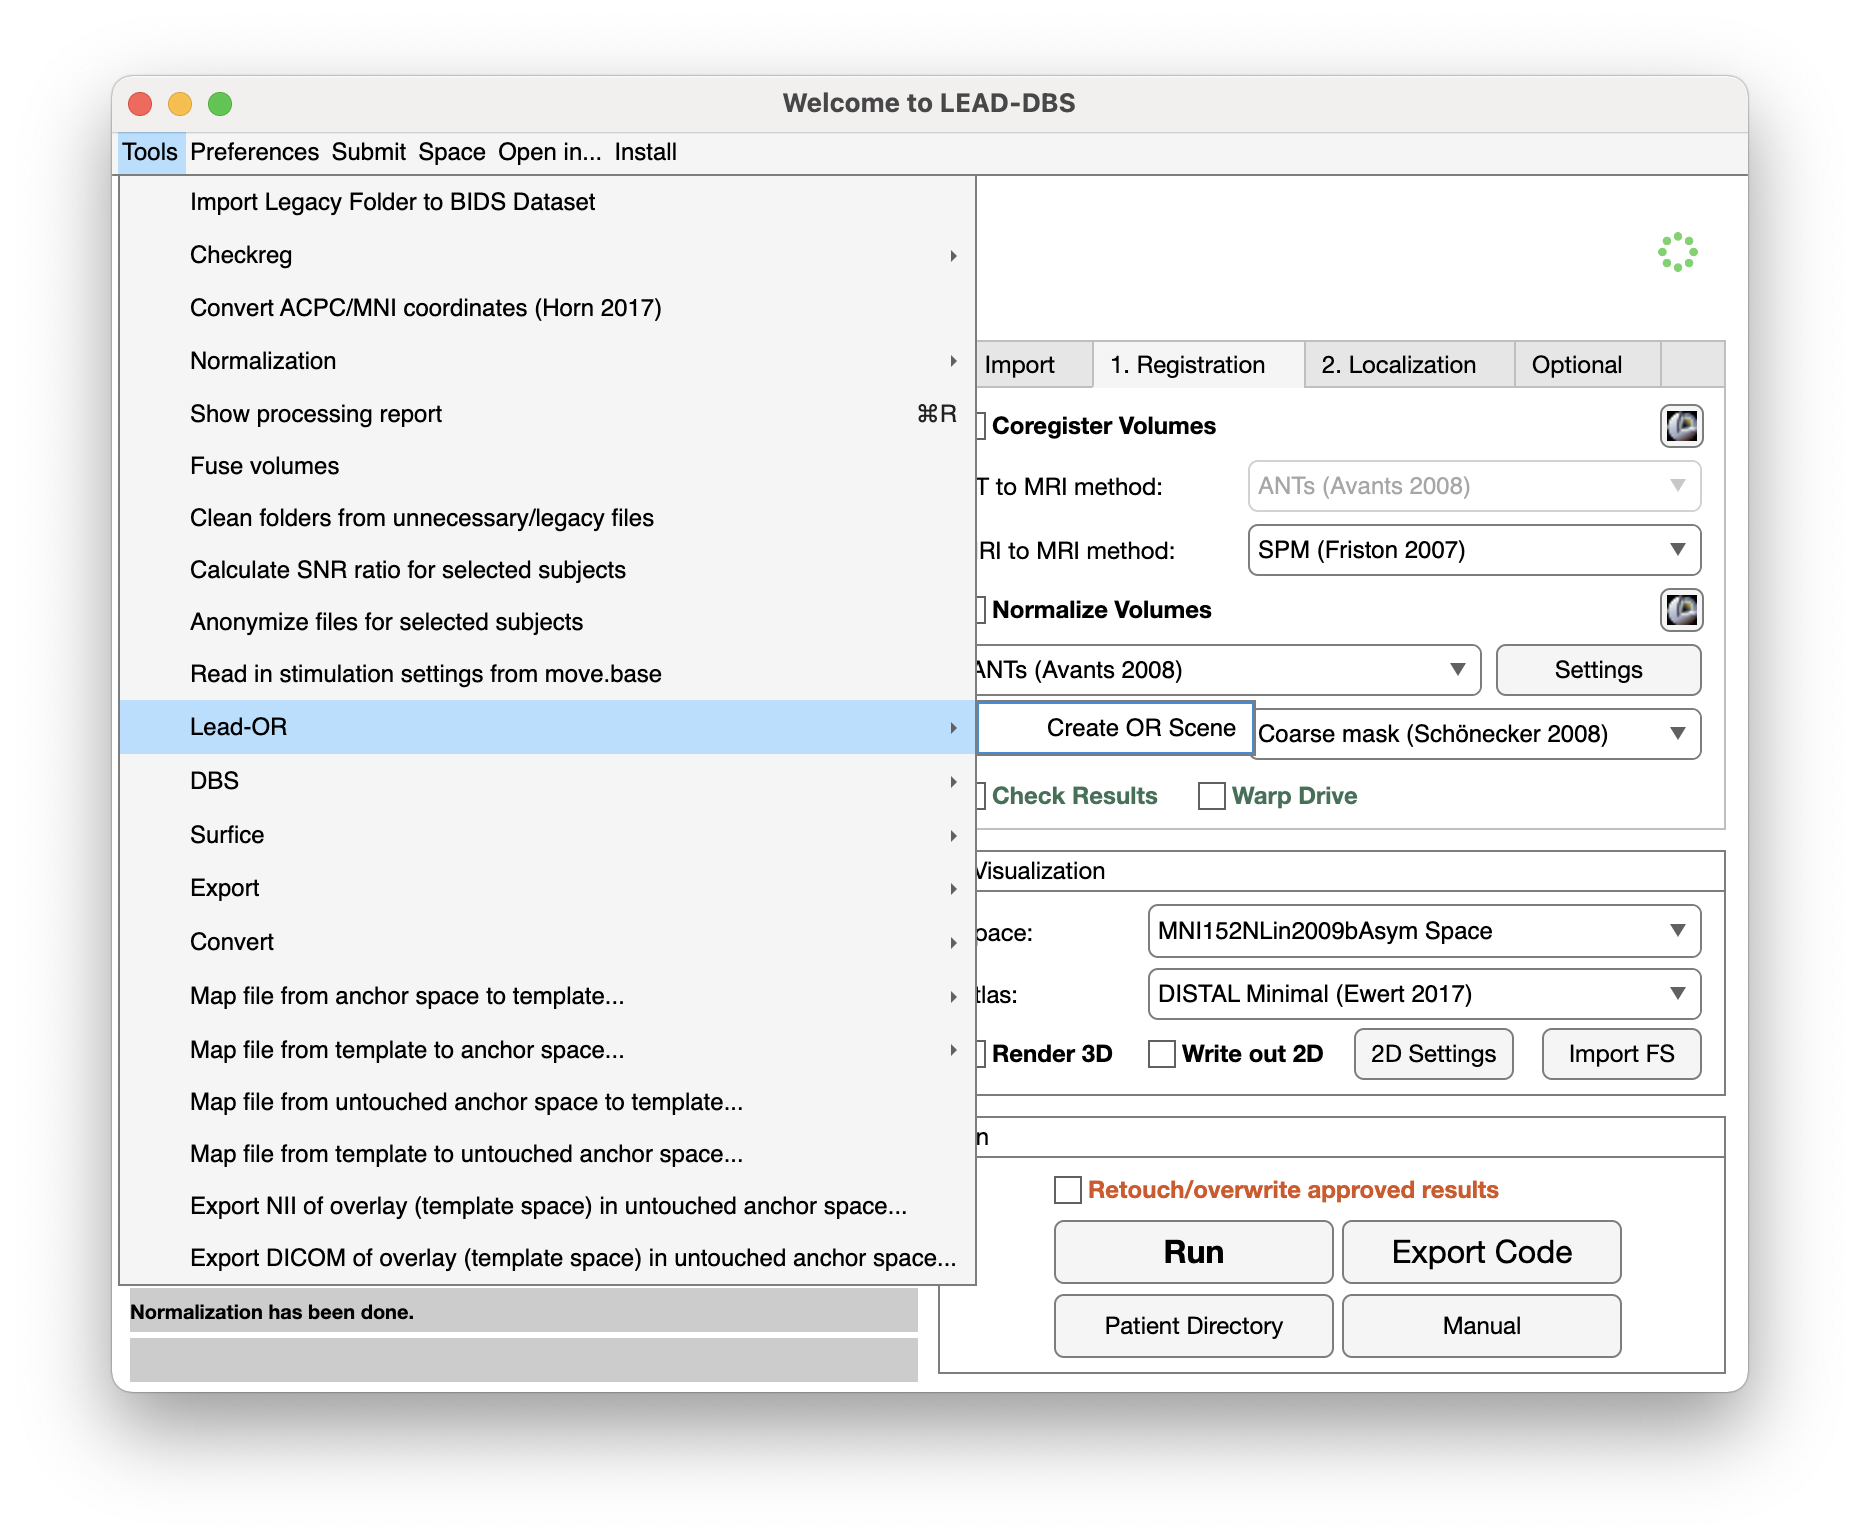 Welcome to LEAD-DBS
Tools Preferences Submit Space Open in... Install
Import Legacy Folder to BIDS Dataset
Checkreg
Convert ACPC/MNI coordinates (Horn 2017)
Normalization
Show processing report ⌘R
Fuse volumes
Clean folders from unnecessary/legacy files
Calculate SNR ratio for selected subjects
Anonymize files for selected subjects
Read in stimulation settings from move.base
Lead-OR
DBS
Surfice
Export
Convert
Map file from anchor space to template...
Map file from template to anchor space...
Map file from untouched anchor space to template...
Map file from template to untouched anchor space...
Export NII of overlay (template space) in untouched anchor space...
Export DICOM of overlay (template space) in untouched anchor space...
Create OR Scene
Normalization has been done.
Import 1. Registration 2. Localization Optional
Coregister Volumes
T to MRI method: ANTs (Avants 2008)
RI to MRI method: SPM (Friston 2007)
Normalize Volumes
ANTs (Avants 2008) Settings
Coarse mask (Schönecker 2008)
Check Results Warp Drive
Visualization
pace: MNI152NLin2009bAsym Space
tlas: DISTAL Minimal (Ewert 2017)
Render 3D Write out 2D 2D Settings Import FS
n
Retouch/overwrite approved results
Run Export Code
Patient Directory Manual